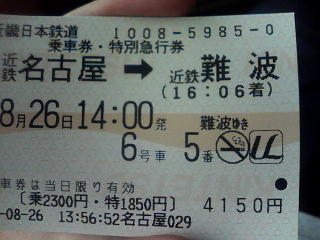 近畿日本鉄道 1008-5985-0
乗車券・特別急行券
近鉄名古屋 → 近鉄難波
(16:06着)
8月26日 14:00発 難波ゆき
6号車 5番
車券は当日限り有効
〔乗2300円・特1850円〕 4150円
-08-26 13:56:52名古屋029